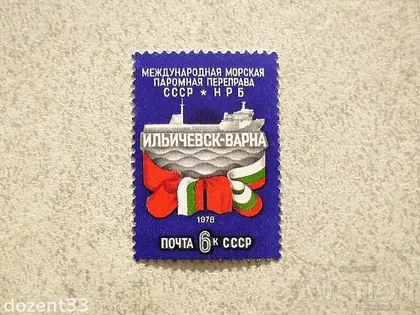 МЕЖДУНАРОДНАЯ МОРСКАЯ
ПАРОМНАЯ ПЕРЕПРАВА
СССР * НРБ
ИЛЬИЧЕВСК-ВАРНА
1978
ПОЧТА 6К СССР
dozent33